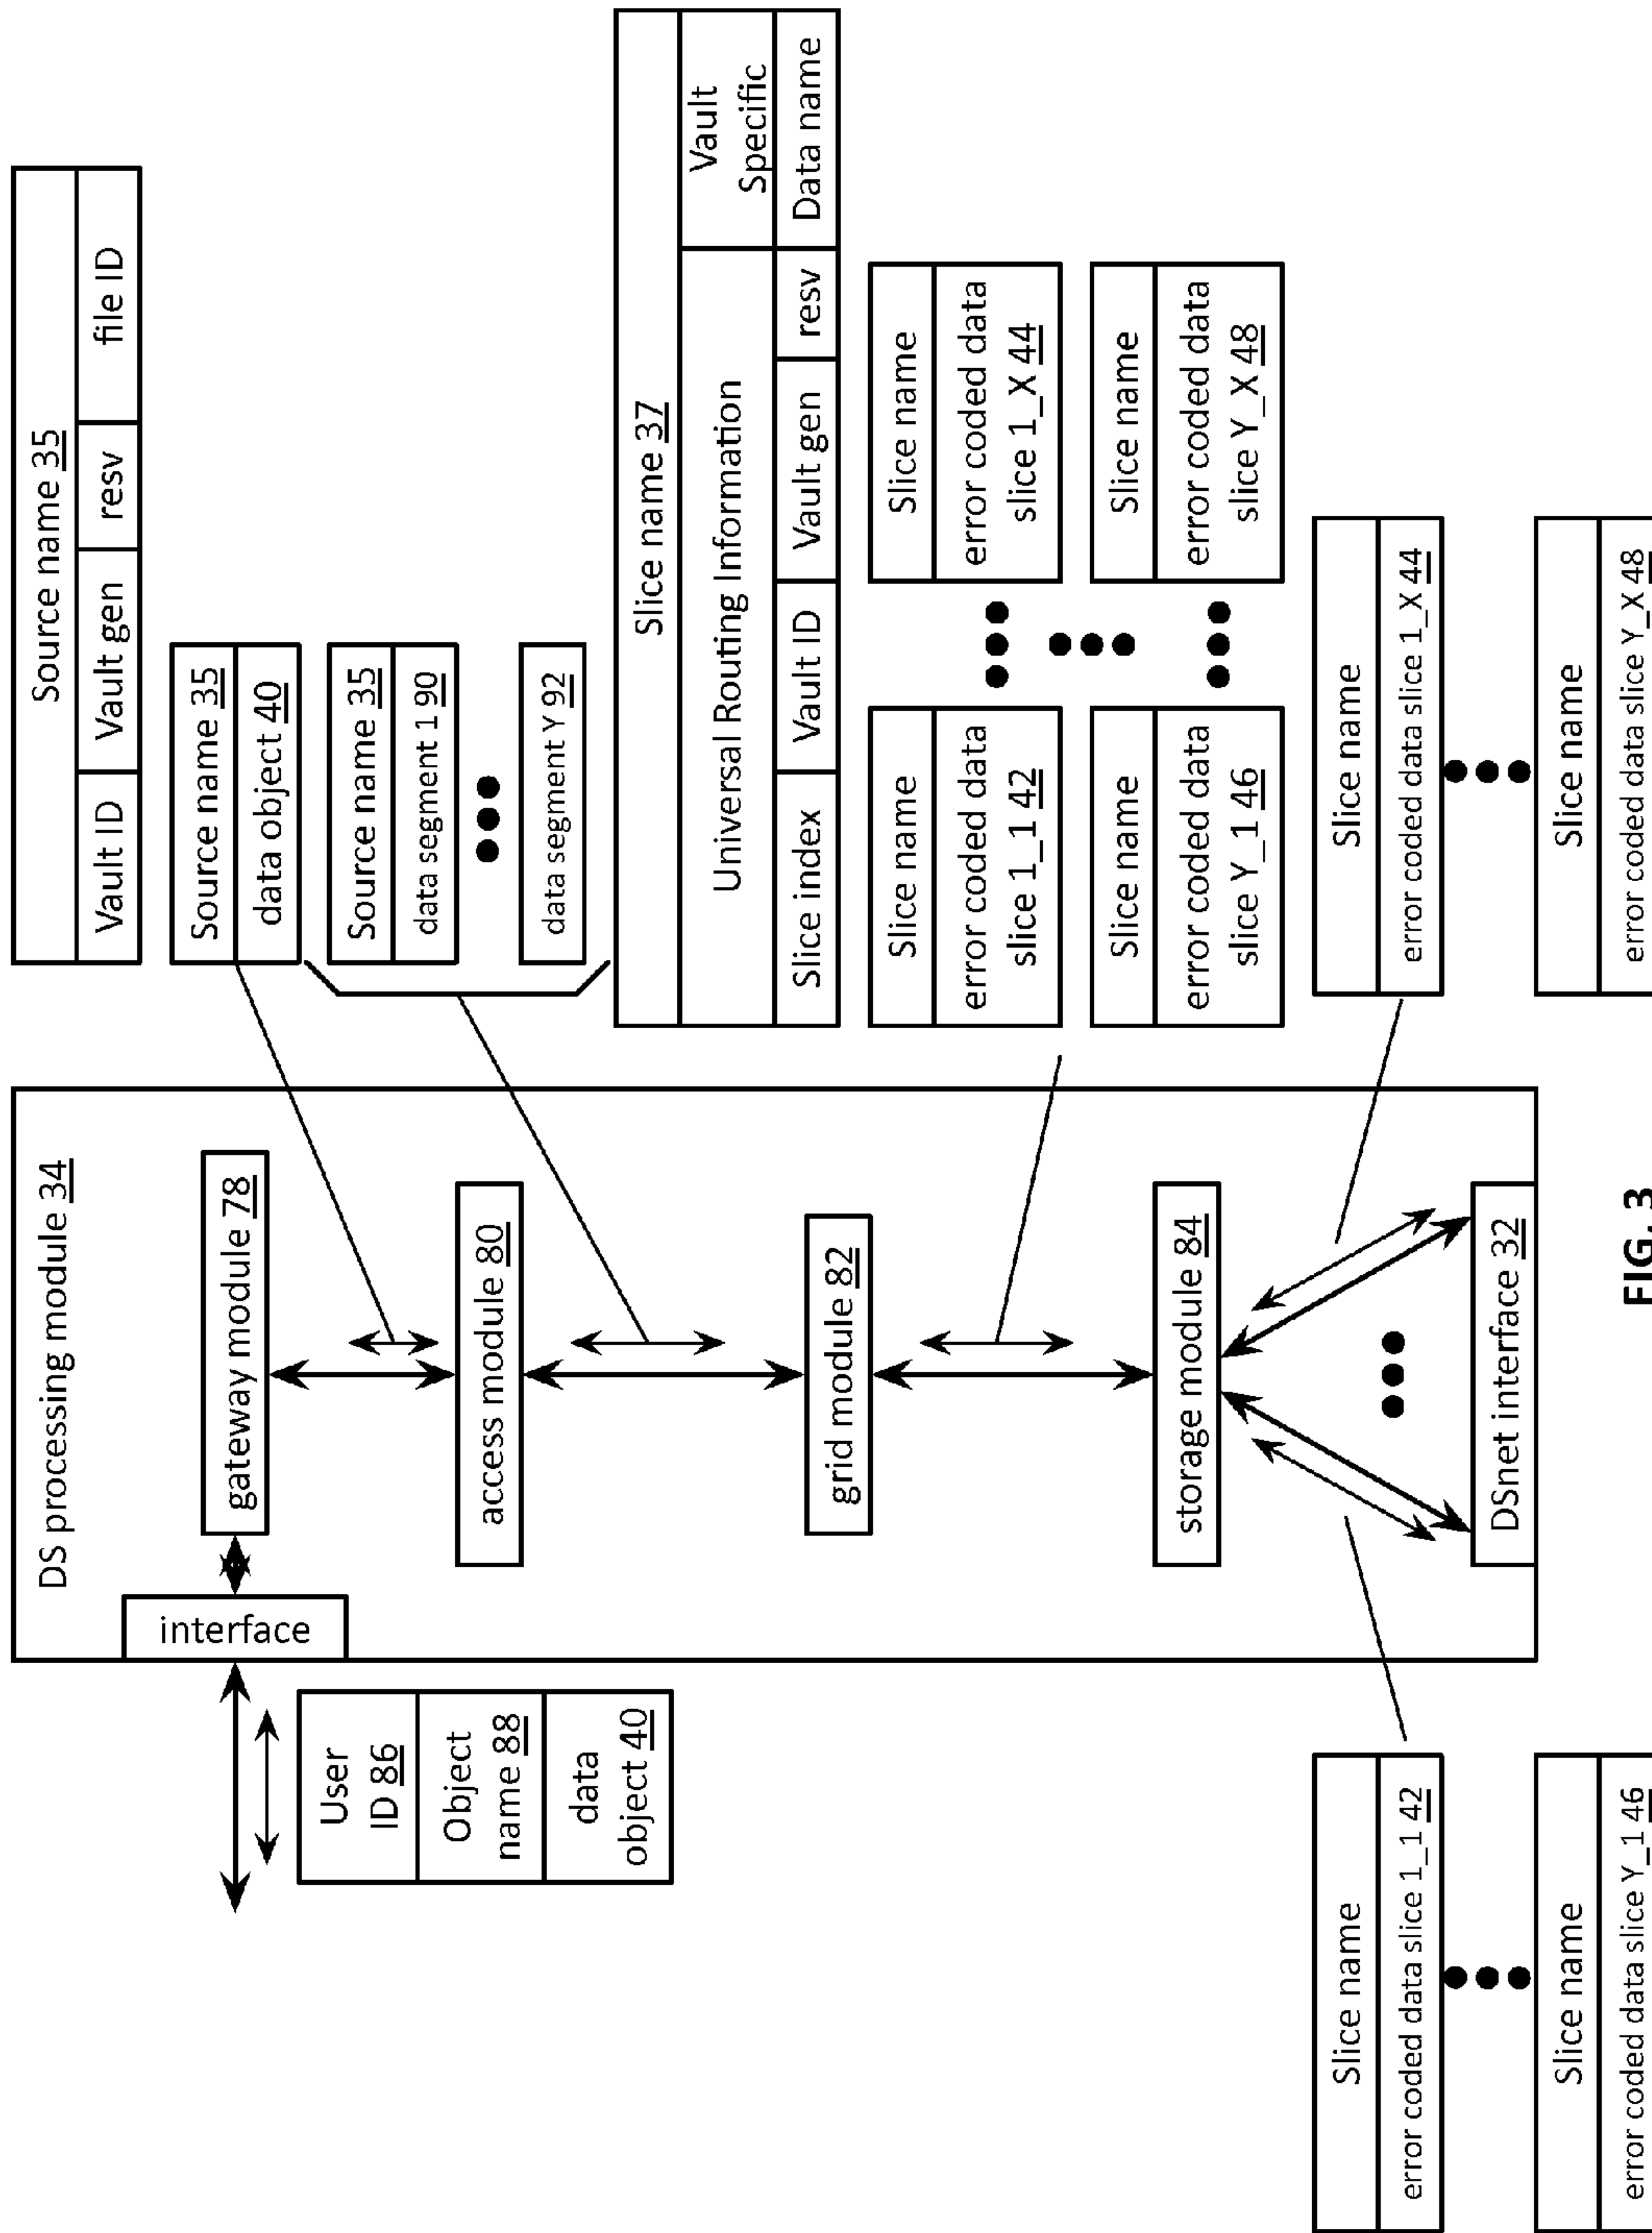 DS processing module 34
interface
gateway module 78
access module 80
grid module 82
storage module 84
DSnet interface 32
User
ID 86
Object
name 88
data
object 40
Source name 35
Vault ID
Vault gen
resv
file ID
Source name 35
data object 40
Source name 35
data segment 1 90
data segment Y 92
Slice name 37
Universal Routing Information
Vault
Specific
Slice index
Vault ID
Vault gen
resv
Data name
Slice name
error coded data
slice 1_1 42
Slice name
error coded data
slice 1_X 44
Slice name
error coded data
slice Y_1 46
Slice name
error coded data
slice Y_X 48
Slice name
error coded data slice 1_1 42
Slice name
error coded data slice Y_1 46
Slice name
error coded data slice 1_X 44
Slice name
error coded data slice Y_X 48
FIG. 3